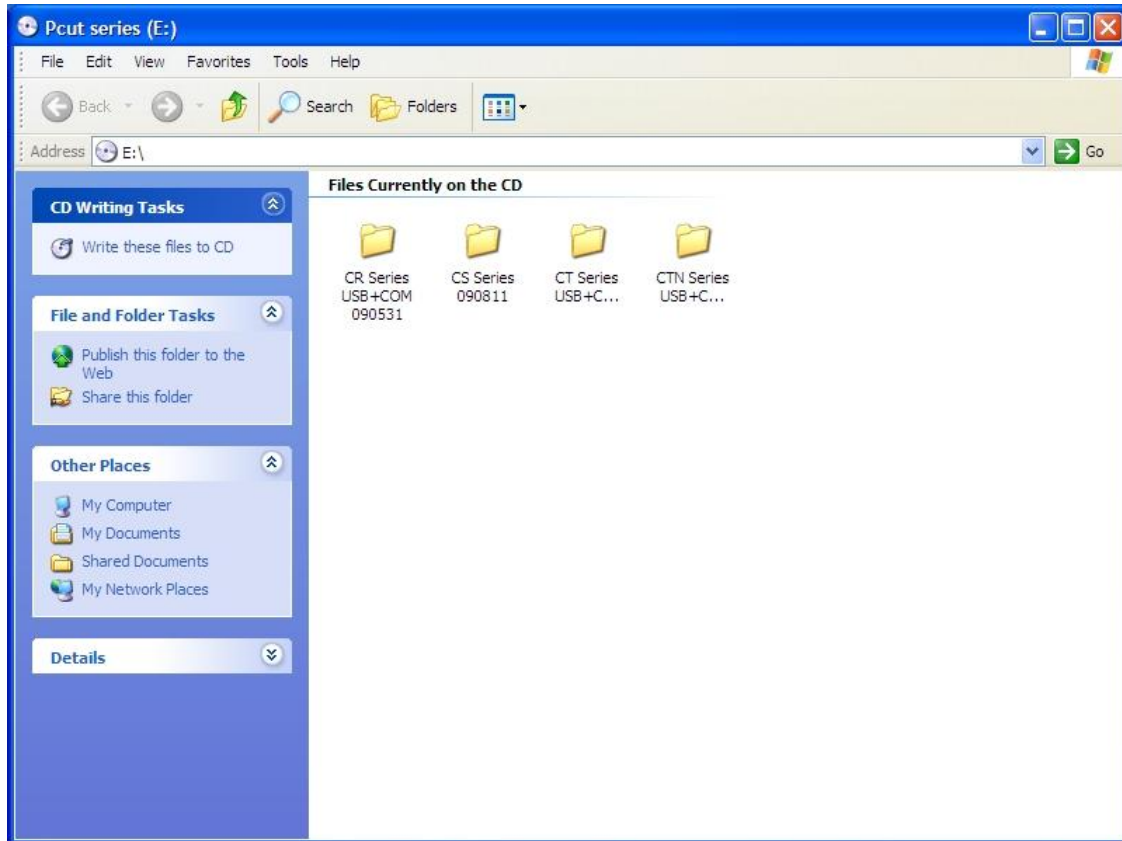 Pcut series (E:)
File Edit View Favorites Tools Help
Back Search Folders
Address E:\ Go
CD Writing Tasks
Write these files to CD
File and Folder Tasks
Publish this folder to the
Web
Share this folder
Other Places
My Computer
My Documents
Shared Documents
My Network Places
Details
Files Currently on the CD
CR Series
USB+COM
090531
CS Series
090811
CT Series
USB+C...
CTN Series
USB+C...